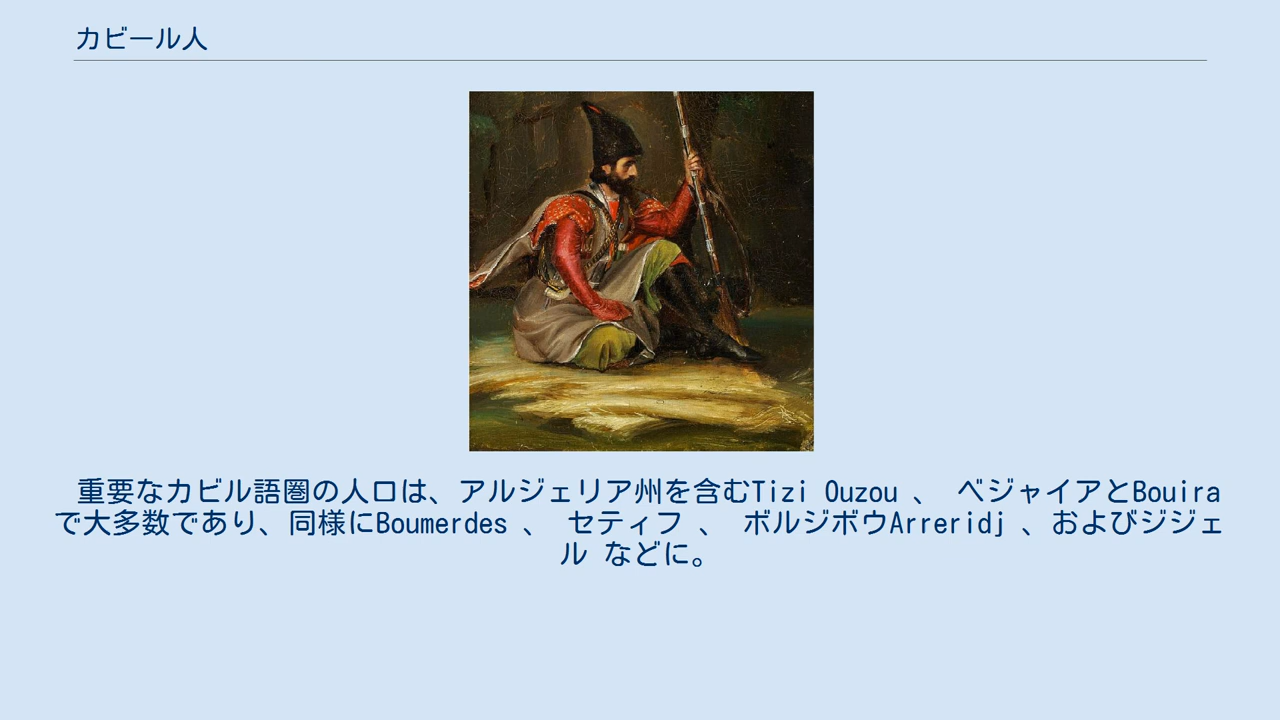 カビール人
重要なカビル語圏の人口は、アルジェリア州を含むTizi Ouzou 、 ベジャイアとBouira
で大多数であり、同様にBoumerdes 、 セティフ 、 ボルジボウArreridj 、およびジジェ
ル などに。